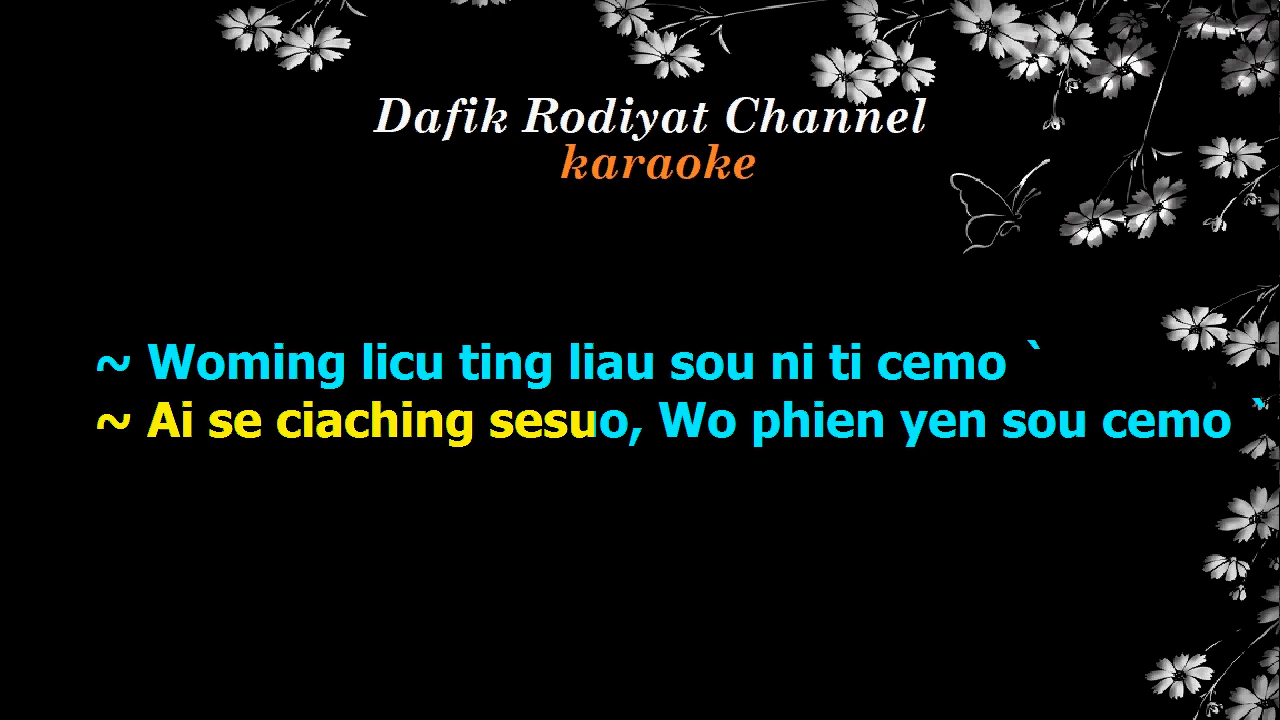 Dafik Rodiyat Channel
karaoke
~ Woming licu ting liau sou ni ti cemo `
~ Ai se ciaching sesuo, Wo phien yen sou cemo `